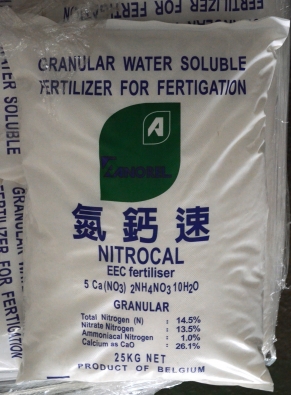 GRANULAR WATER SOLUBLE
FERTILIZER FOR FERTIGATION
A
氮鈣速
NITROCAL
EEC fertiliser
5 Ca(NO3) 2NH4NO3 10H2O
GRANULAR
Total Nitrogen (N) : 14.5%
Nitrate Nitrogen : 13.5%
Ammoniacal Nitrogen : 1.0%
Calcium as CaO : 26.1%
25KG NET
PRODUCT OF BELGIUM